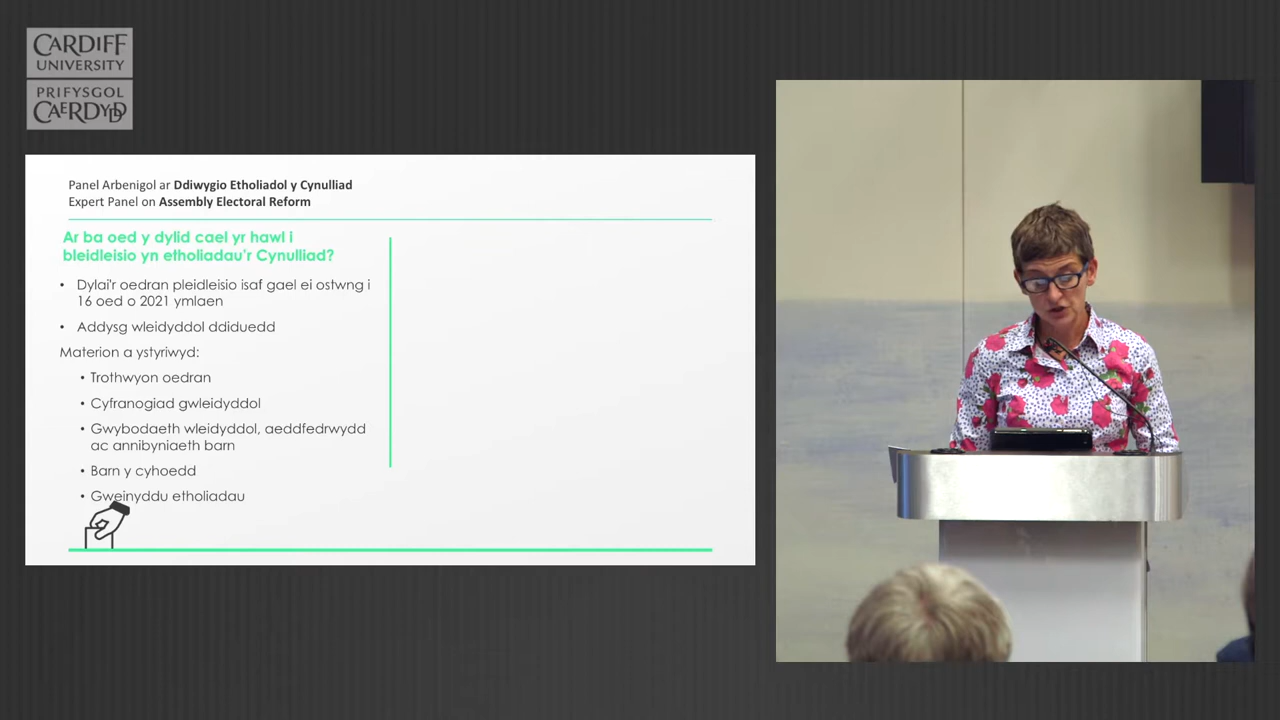 CARDIFF
UNIVERSITY
PRIFYSGOL
CAERDYDD
Panel Arbenigol ar Ddiwygio Etholiadol y Cynulliad
Expert Panel on Assembly Electoral Reform
Ar ba oed y dylid cael yr hawl i
bleidleisio yn etholiadau'r Cynulliad?
• Dylai'r oedran pleidleisio isaf gael ei ostwng i
16 oed o 2021 ymlaen
• Addysg wleidyddol ddiduedd
Materion a ystyriwyd:
• Trothwyon oedran
• Cyfranogiad gwleidyddol
• Gwybodaeth wleidyddol, aeddfedrwydd
ac annibyniaeth barn
• Barn y cyhoedd
• Gweinyddu etholiadau